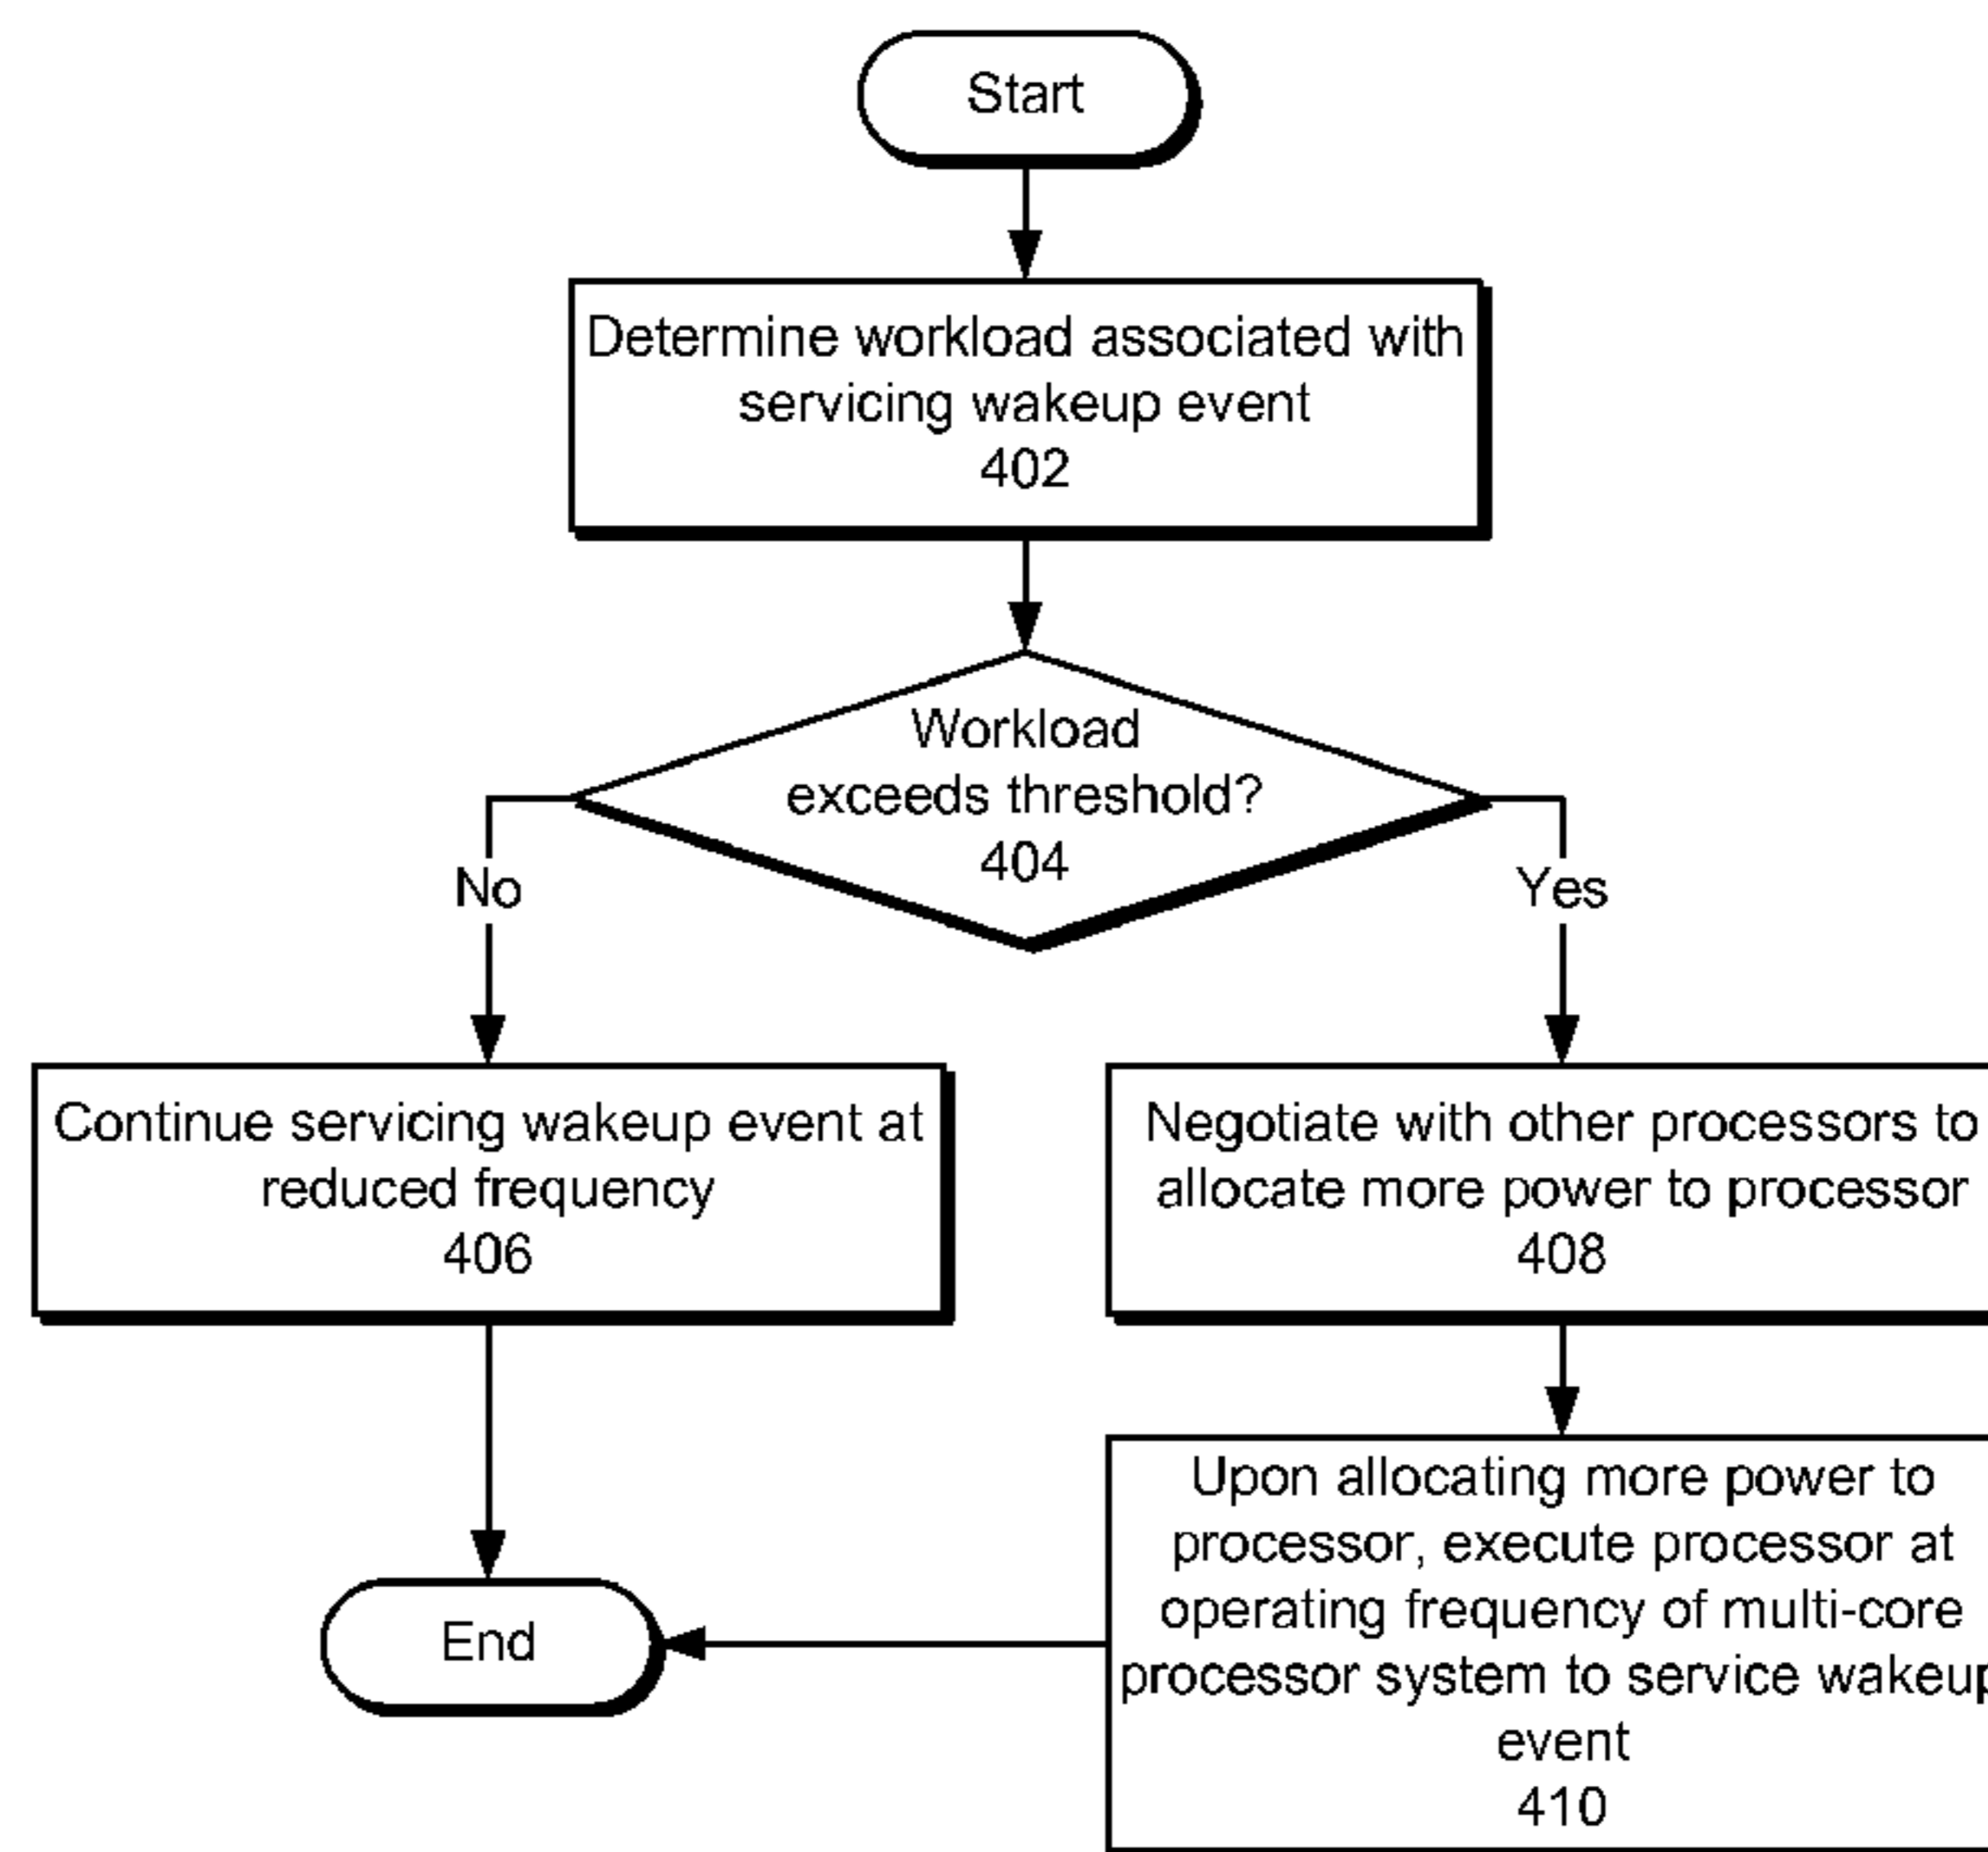 Start
Determine workload associated with
servicing wakeup event
402
Workload
exceeds threshold?
404
No
Yes
Continue servicing wakeup event at
reduced frequency
406
Negotiate with other processors to
allocate more power to processor
408
Upon allocating more power to
processor, execute processor at
operating frequency of multi-core
processor system to service wakeup
event
410
End